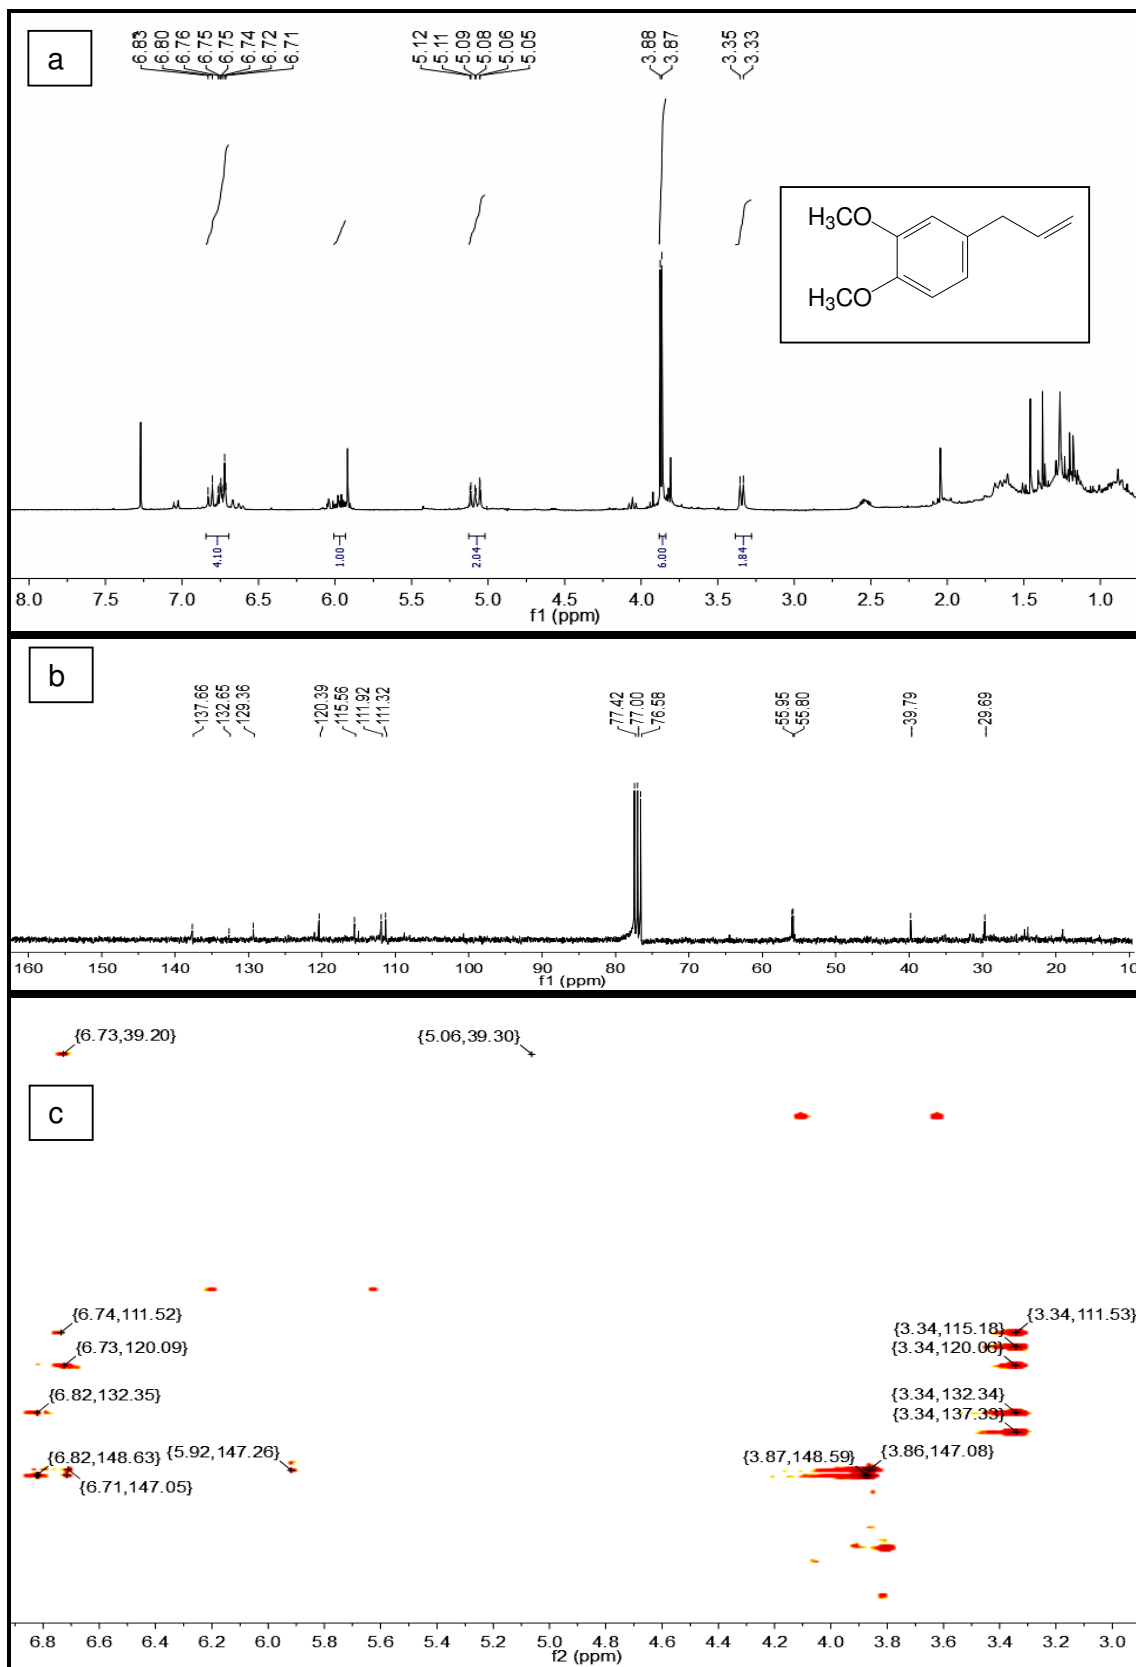 a
6.83 6.80 6.76 6.75 6.75 6.74 6.72 6.71 5.12 5.11 5.09 5.08 5.06 5.05 3.88 3.87 3.35 3.33
H₃CO
H₃CO
4.10 1.00 2.04 6.00 1.84
8.0 7.5 7.0 6.5 6.0 5.5 5.0 4.5 4.0 3.5 3.0 2.5 2.0 1.5 1.0
f1 (ppm)
b
137.66 132.65 129.36 120.39 115.56 111.92 111.32 77.42 77.00 76.58 55.95 55.80 39.79 29.69
160 150 140 130 120 110 100 90 80 70 60 50 40 30 20 10
f1 (ppm)
{6.73,39.20} {5.06,39.30}
c
{6.74,111.52} {3.34,115.18} {3.34,111.53}
{6.73,120.09} {3.34,120.06}
{6.82,132.35} {3.34,132.34}
{3.34,137.33}
{6.82,148.63} {5.92,147.26} {3.87,148.59} {3.86,147.08}
{6.71,147.05}
6.8 6.6 6.4 6.2 6.0 5.8 5.6 5.4 5.2 5.0 4.8 4.6 4.4 4.2 4.0 3.8 3.6 3.4 3.2 3.0
f2 (ppm)